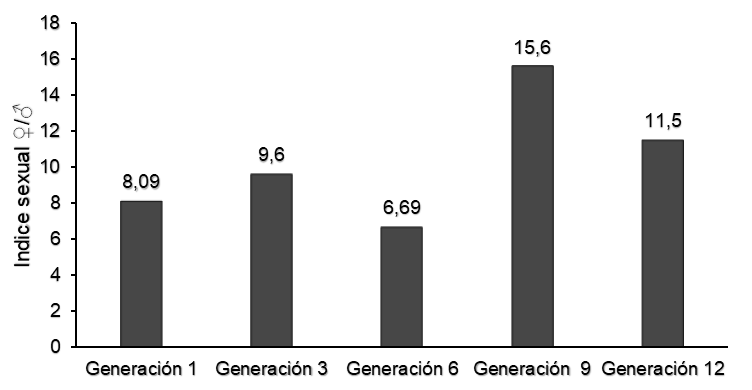 18
16
14
12
10
8
6
4
2
0
Indice sexual ♀/♂
8,09
9,6
6,69
15,6
11,5
Generación 1
Generación 3
Generación 6
Generación 9
Generación 12